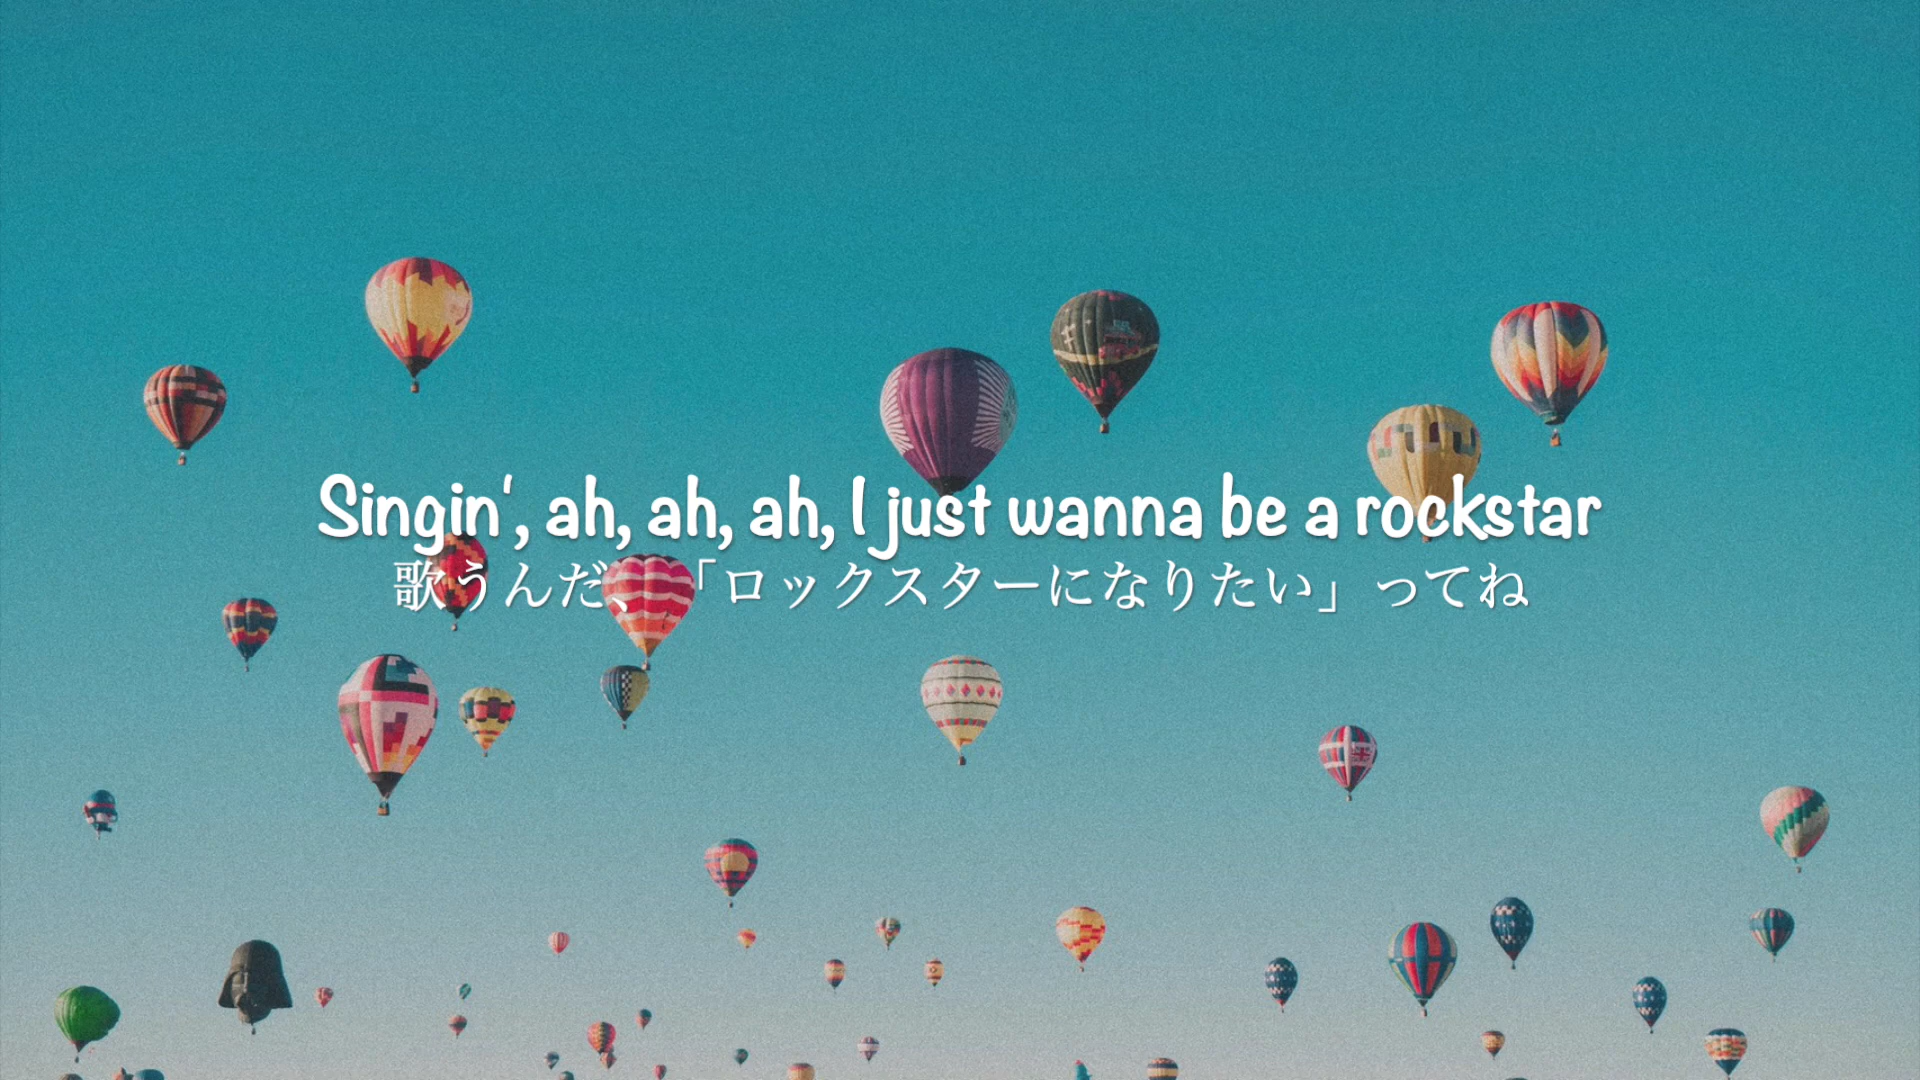 Singin', ah, ah, ah, I just wanna be a rockstar
歌うんだ、「ロックスターになりたい」ってね